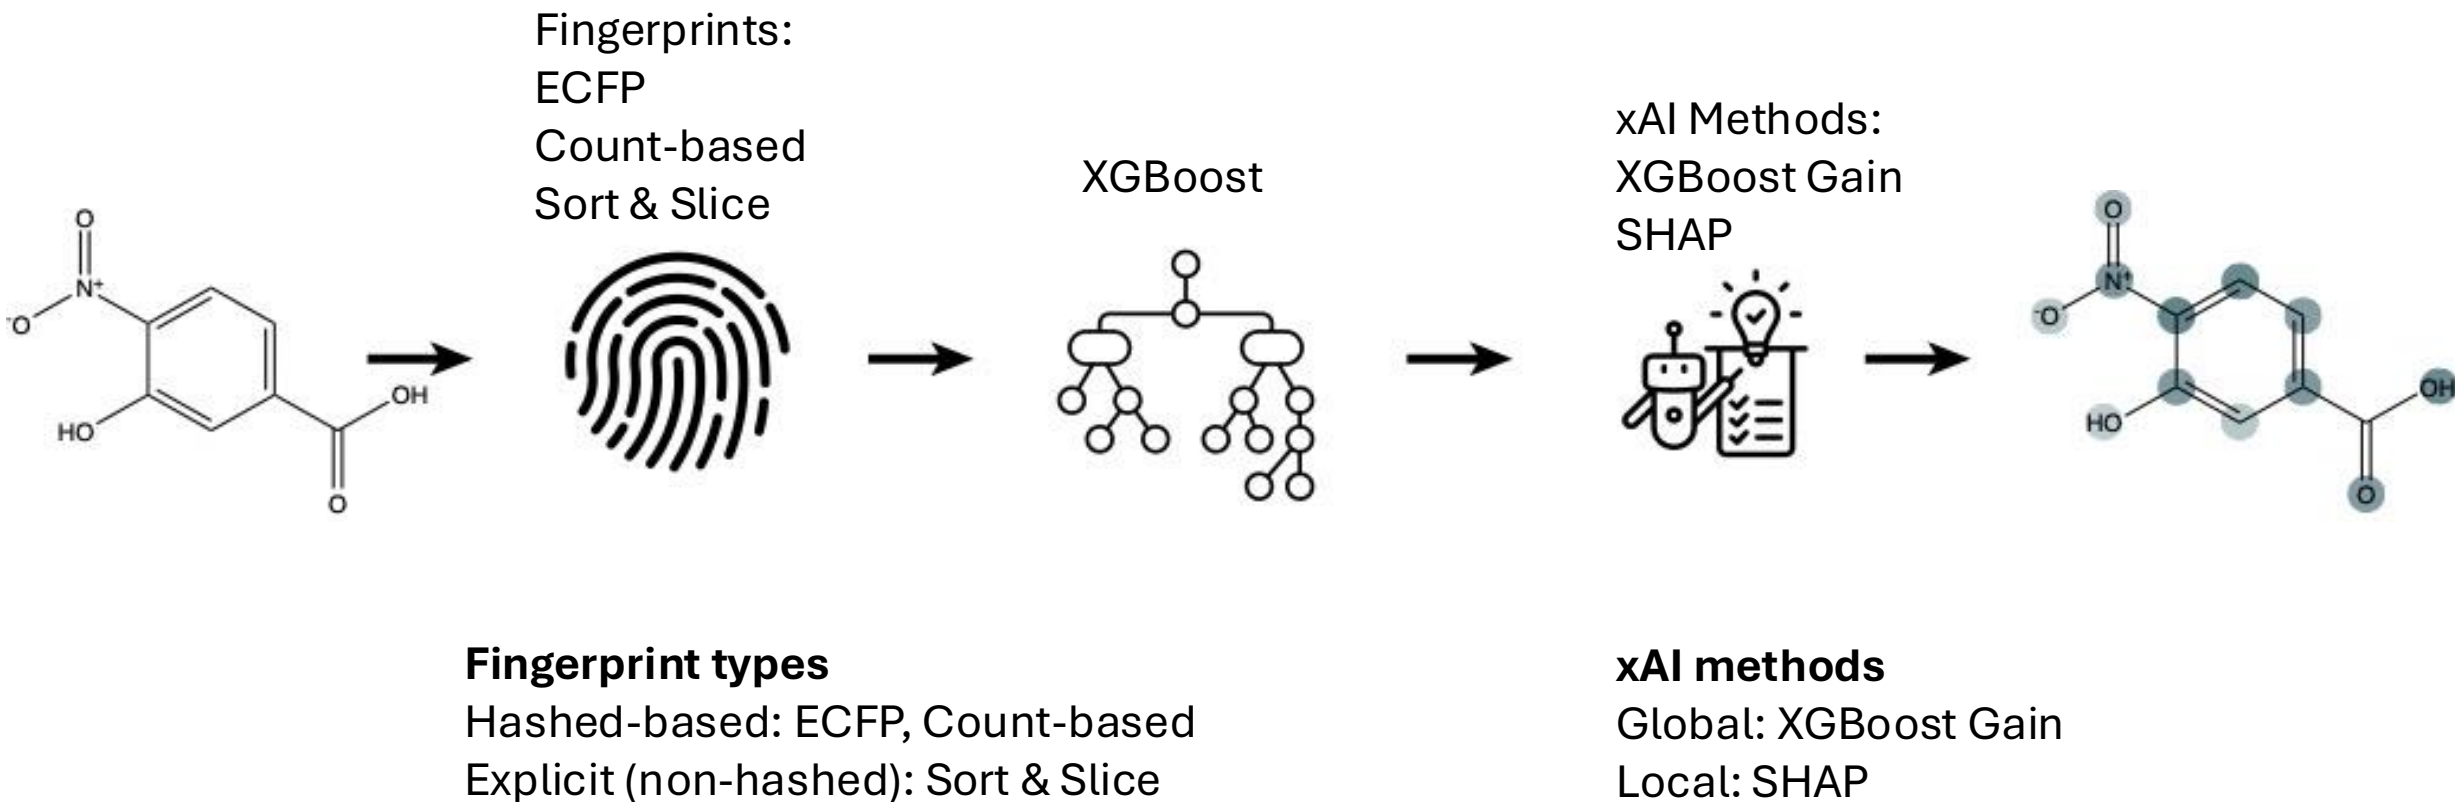 Fingerprints:
ECFP
Count-based
Sort & Slice
XGBoost
xAI Methods:
XGBoost Gain
SHAP
O
N+
-O
HO
OH
O
O
N+
-O
HO
OH
O
Fingerprint types
Hashed-based: ECFP, Count-based
Explicit (non-hashed): Sort & Slice
xAI methods
Global: XGBoost Gain
Local: SHAP